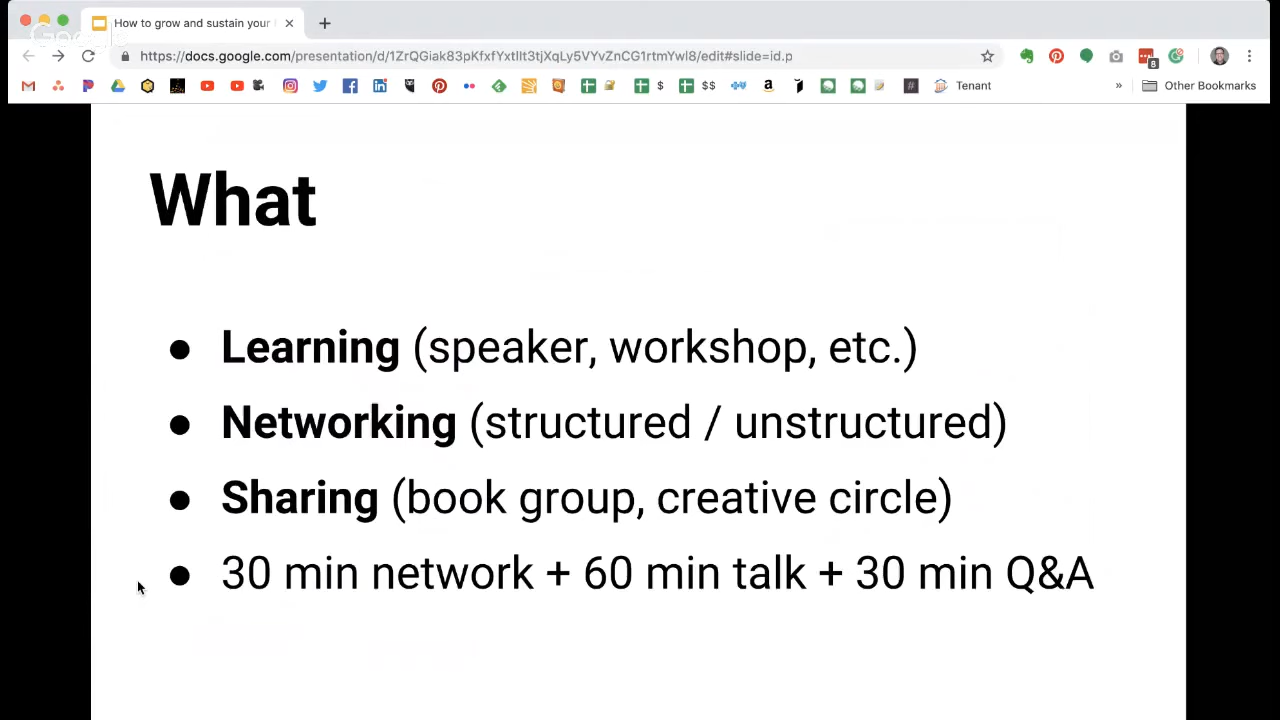 How to grow and sustain your
Google
https://docs.google.com/presentation/d/1ZrQGiak83pKfxfYxtIlt3tjXqLy5VYvZnCG1rtmYwl8/edit#slide=id.p
8
$
$$
a
#
Tenant
»
Other Bookmarks
What
● Learning (speaker, workshop, etc.)
● Networking (structured / unstructured)
● Sharing (book group, creative circle)
● 30 min network + 60 min talk + 30 min Q&A